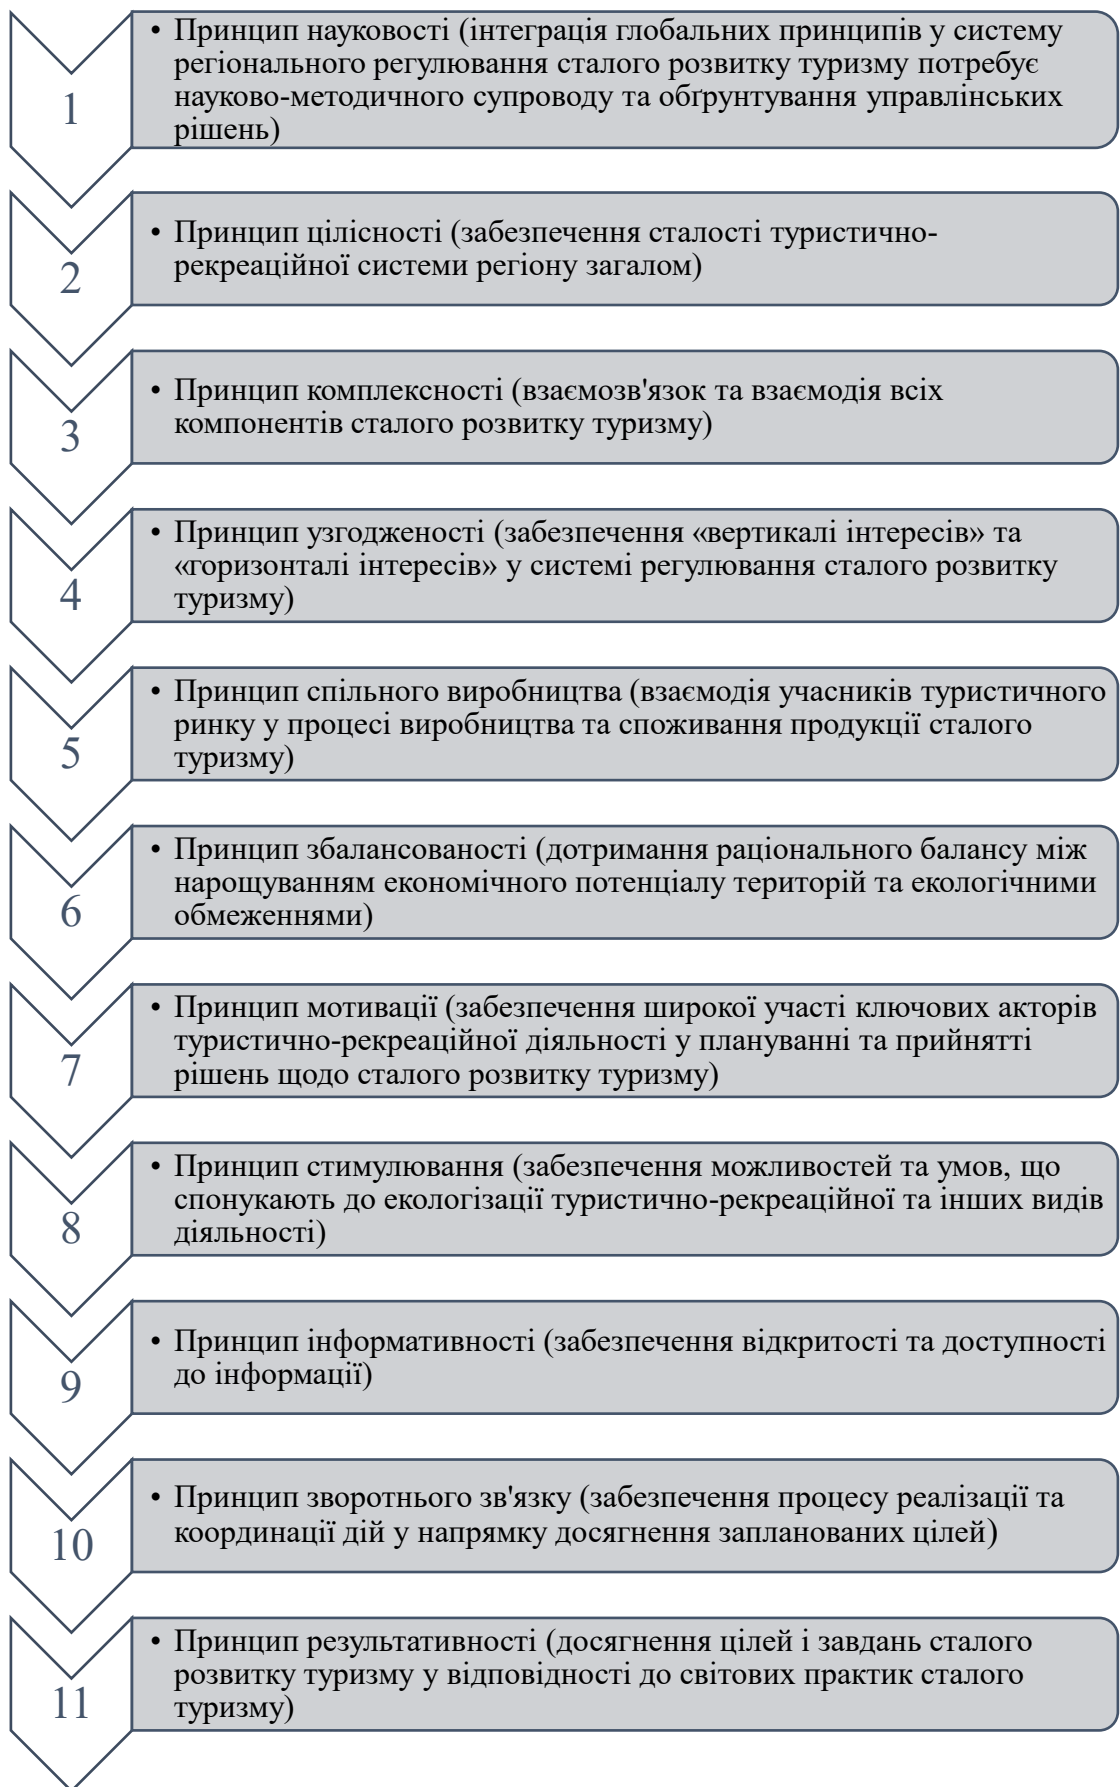 1
• Принцип науковості (інтеграція глобальних принципів у систему
регіонального регулювання сталого розвитку туризму потребує
науково-методичного супроводу та обґрунтування управлінських
рішень)
2
• Принцип цілісності (забезпечення сталості туристично-
рекреаційної системи регіону загалом)
3
• Принцип комплексності (взаємозв'язок та взаємодія всіх
компонентів сталого розвитку туризму)
4
• Принцип узгодженості (забезпечення «вертикалі інтересів» та
«горизонталі інтересів» у системі регулювання сталого розвитку
туризму)
5
• Принцип спільного виробництва (взаємодія учасників туристичного
ринку у процесі виробництва та споживання продукції сталого
туризму)
6
• Принцип збалансованості (дотримання раціонального балансу між
нарощуванням економічного потенціалу територій та екологічними
обмеженнями)
7
• Принцип мотивації (забезпечення широкої участі ключових акторів
туристично-рекреаційної діяльності у плануванні та прийнятті
рішень щодо сталого розвитку туризму)
8
• Принцип стимулювання (забезпечення можливостей та умов, що
спонукають до екологізації туристично-рекреаційної та інших видів
діяльності)
9
• Принцип інформативності (забезпечення відкритості та доступності
до інформації)
10
• Принцип зворотнього зв'язку (забезпечення процесу реалізації та
координації дій у напрямку досягнення запланованих цілей)
11
• Принцип результативності (досягнення цілей і завдань сталого
розвитку туризму у відповідності до світових практик сталого
туризму)